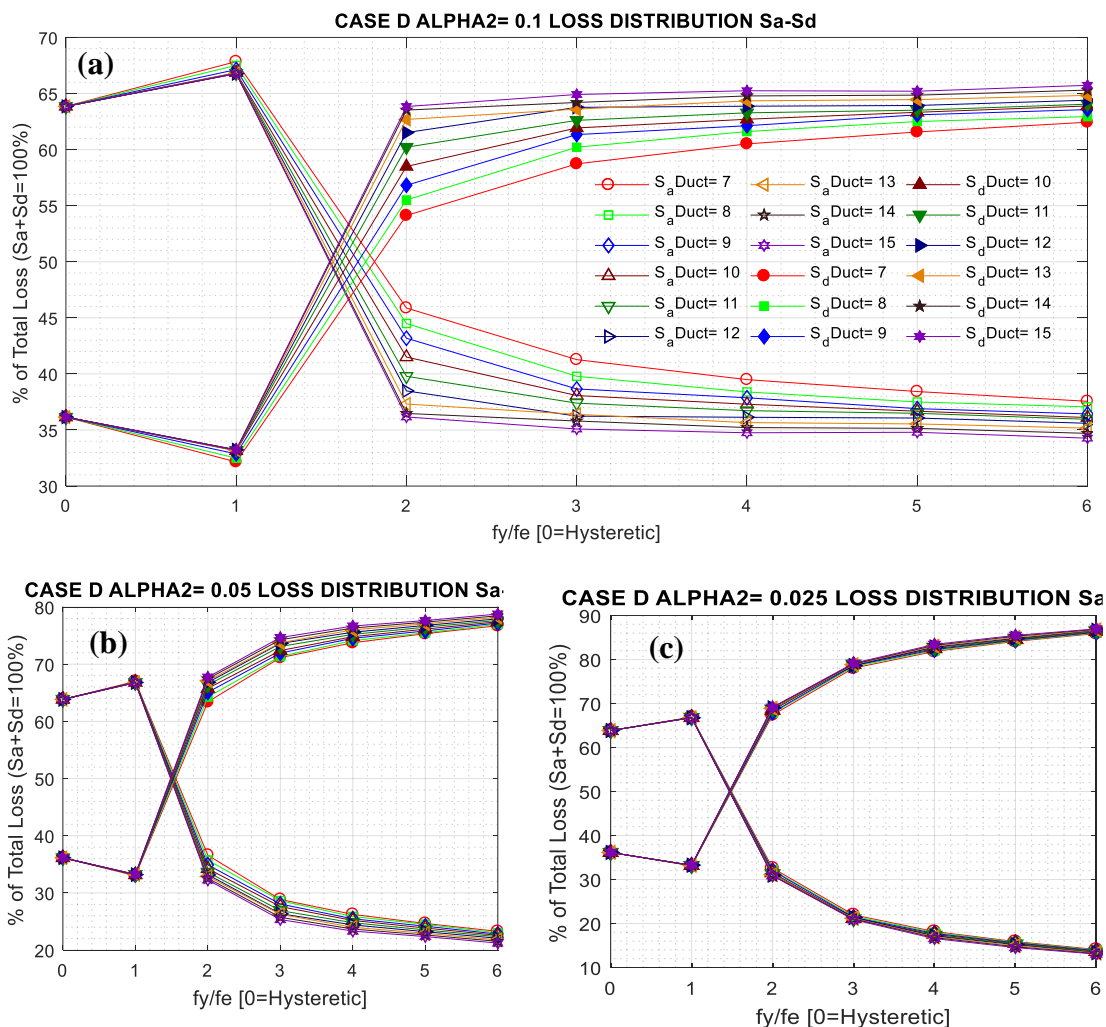 CASE D ALPHA2= 0.1 LOSS DISTRIBUTION Sa-Sd
(a)
% of Total Loss (Sa+Sd=100%)
70
65
60
55
50
45
40
35
30
0 1 2 3 4 5 6
fy/fe [0=Hysteretic]
SaDuct= 7 SaDuct= 13 SdDuct= 10
SaDuct= 8 SaDuct= 14 SdDuct= 11
SaDuct= 9 SaDuct= 15 SdDuct= 12
SaDuct= 10 SdDuct= 7 SdDuct= 13
SaDuct= 11 SdDuct= 8 SdDuct= 14
SaDuct= 12 SdDuct= 9 SdDuct= 15
CASE D ALPHA2= 0.05 LOSS DISTRIBUTION Sa-
(b)
% of Total Loss (Sa+Sd=100%)
80
70
60
50
40
30
20
0 1 2 3 4 5 6
fy/fe [0=Hysteretic]
CASE D ALPHA2= 0.025 LOSS DISTRIBUTION Sa
(c)
% of Total Loss (Sa+Sd=100%)
90
80
70
60
50
40
30
20
10
0 1 2 3 4 5 6
fy/fe [0=Hysteretic]